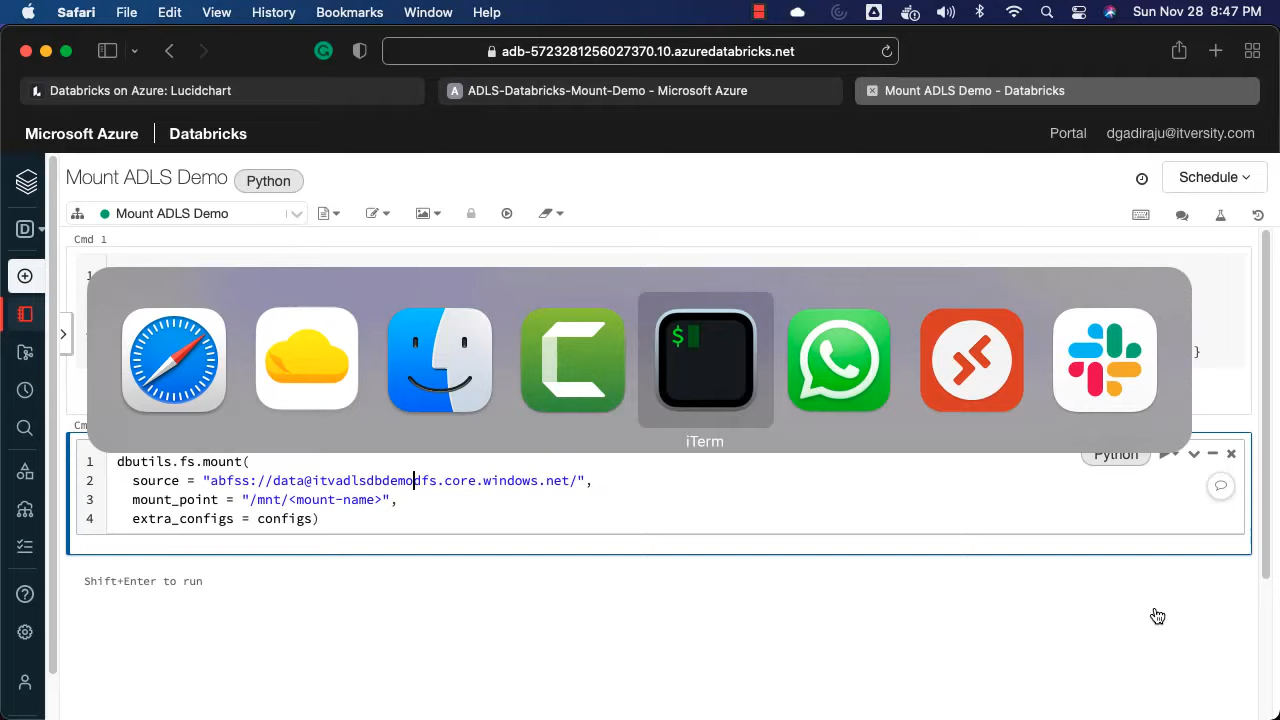 Safari File Edit View History Bookmarks Window Help Sun Nov 28 8:47 PM
adb-5723281256027370.10.azuredatabricks.net
Databricks on Azure: Lucidchart ADLS-Databricks-Mount-Demo - Microsoft Azure Mount ADLS Demo - Databricks
Microsoft Azure Databricks Portal dgadiraju@itversity.com
Mount ADLS Demo Python Schedule
D Mount ADLS Demo
Cmd 1
1
$
}
iTerm
Cm
Python
1 dbutils.fs.mount(
2 source = "abfss://data@itvadlsdbdemodfs.core.windows.net/",
3 mount_point = "/mnt/<mount-name>",
4 extra_configs = configs)
Shift+Enter to run